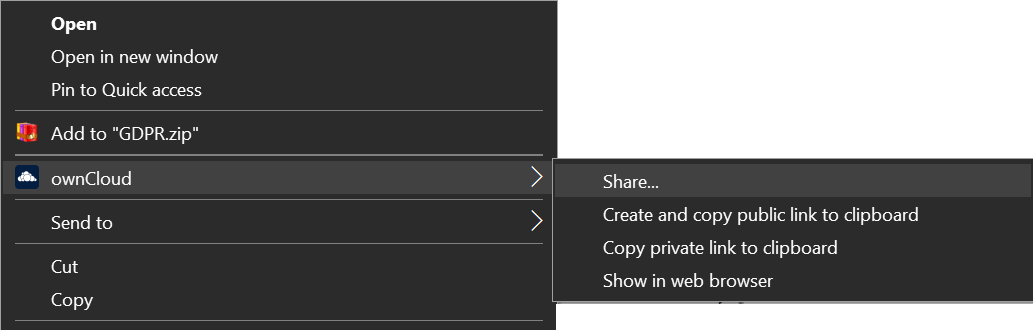 Open
Open in new window
Pin to Quick access
Add to "GDPR.zip"
ownCloud
Send to
Cut
Copy
Share...
Create and copy public link to clipboard
Copy private link to clipboard
Show in web browser